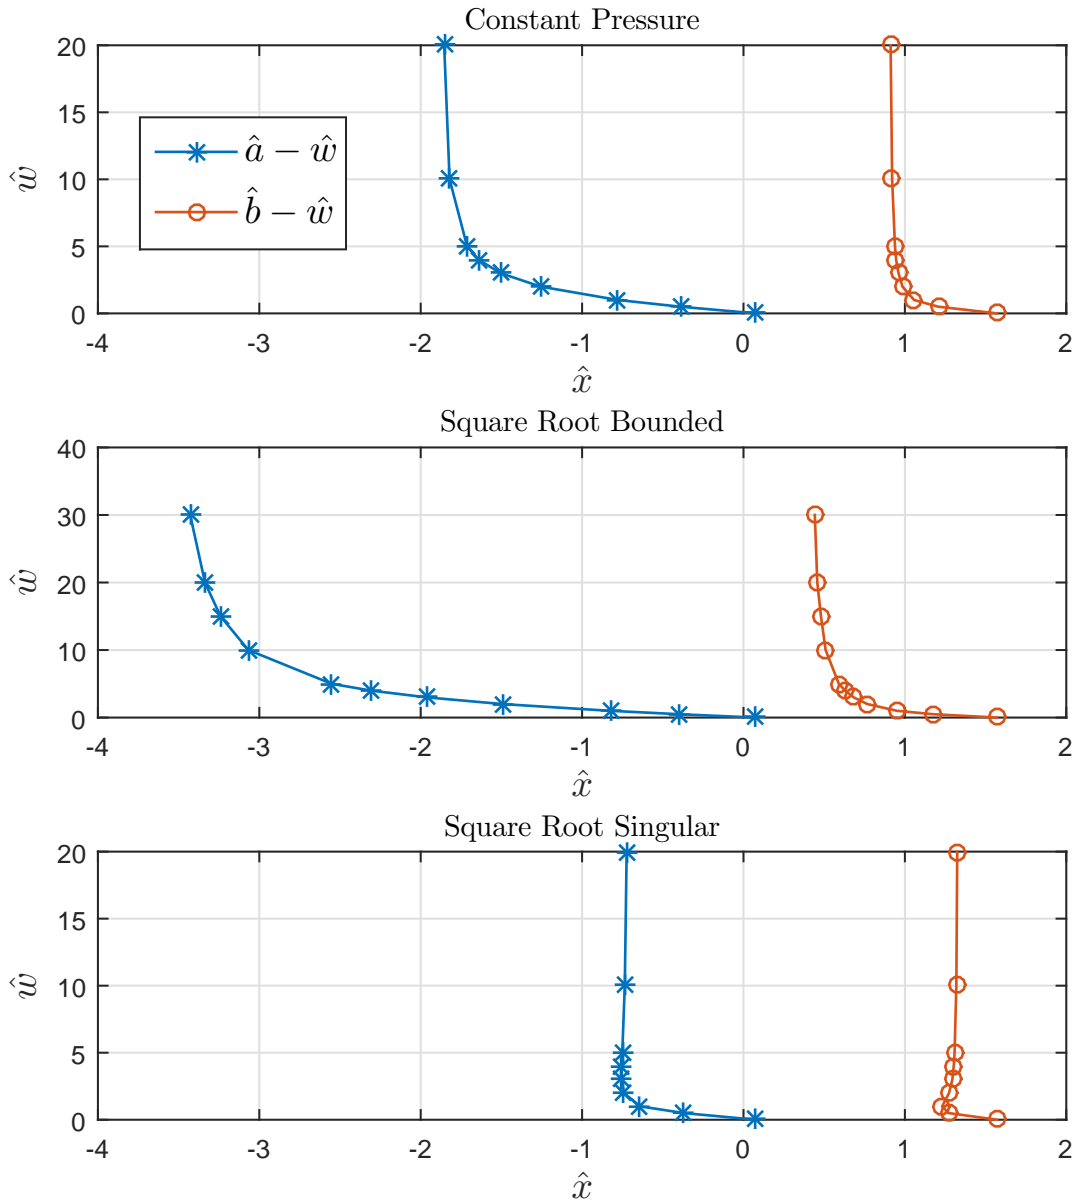 Constant Pressure
20
15
10
5
0
ŵ
â − ŵ
b̂ − ŵ
-4 -3 -2 -1 0 1 2
x̂
Square Root Bounded
40
30
20
10
0
ŵ
-4 -3 -2 -1 0 1 2
x̂
Square Root Singular
20
15
10
5
0
ŵ
-4 -3 -2 -1 0 1 2
x̂